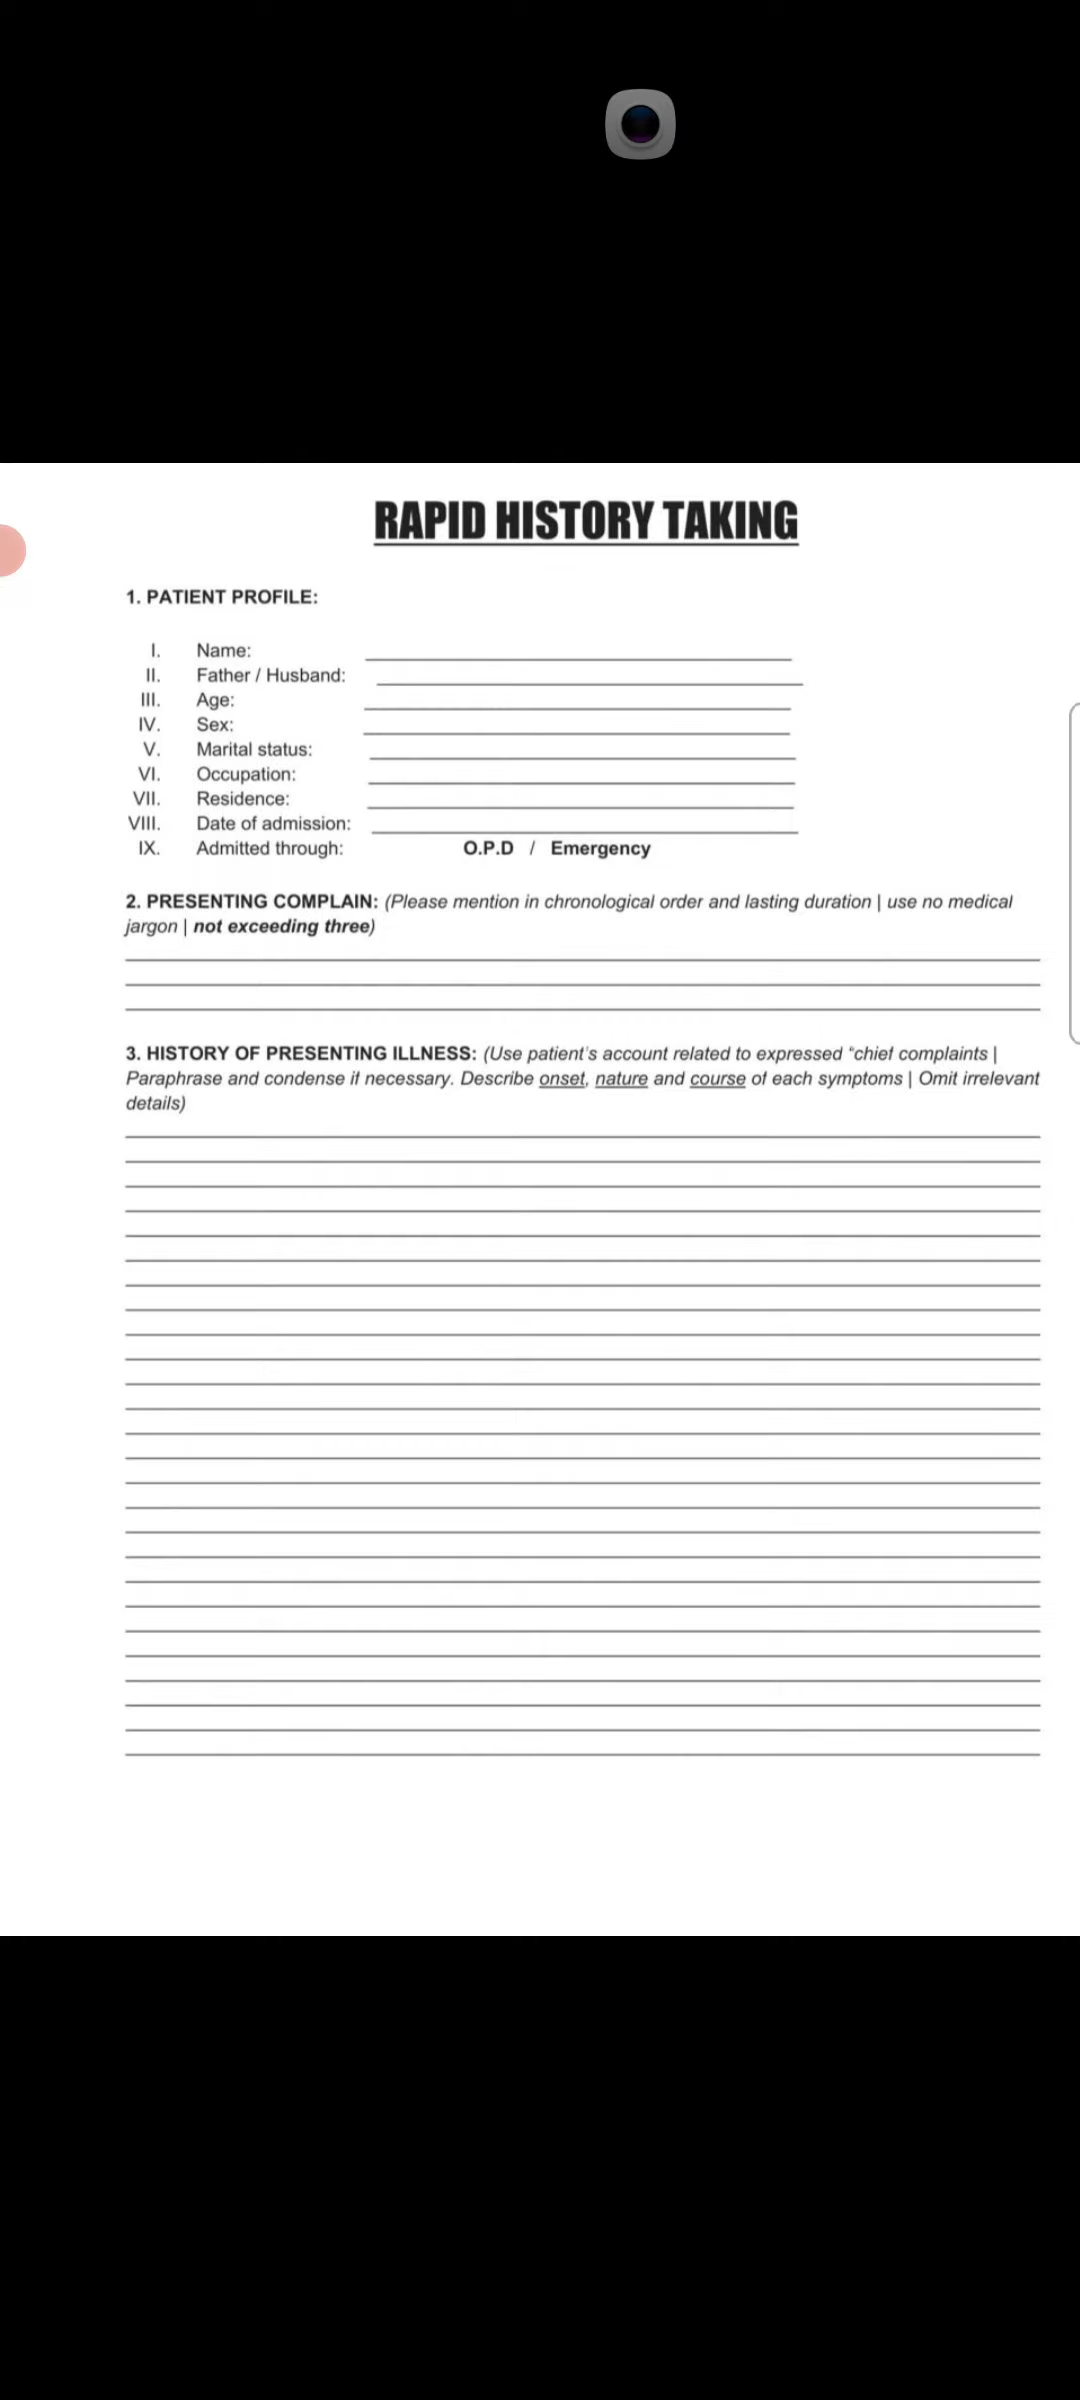 RAPID HISTORY TAKING
1. PATIENT PROFILE:
I. Name:
II. Father / Husband:
III. Age:
IV. Sex:
V. Marital status:
VI. Occupation:
VII. Residence:
VIII. Date of admission:
IX. Admitted through: O.P.D / Emergency
2. PRESENTING COMPLAIN: (Please mention in chronological order and lasting duration | use no medical
jargon | not exceeding three)
3. HISTORY OF PRESENTING ILLNESS: (Use patient's account related to expressed “chief complaints |
Paraphrase and condense if necessary. Describe onset, nature and course of each symptoms | Omit irrelevant
details)